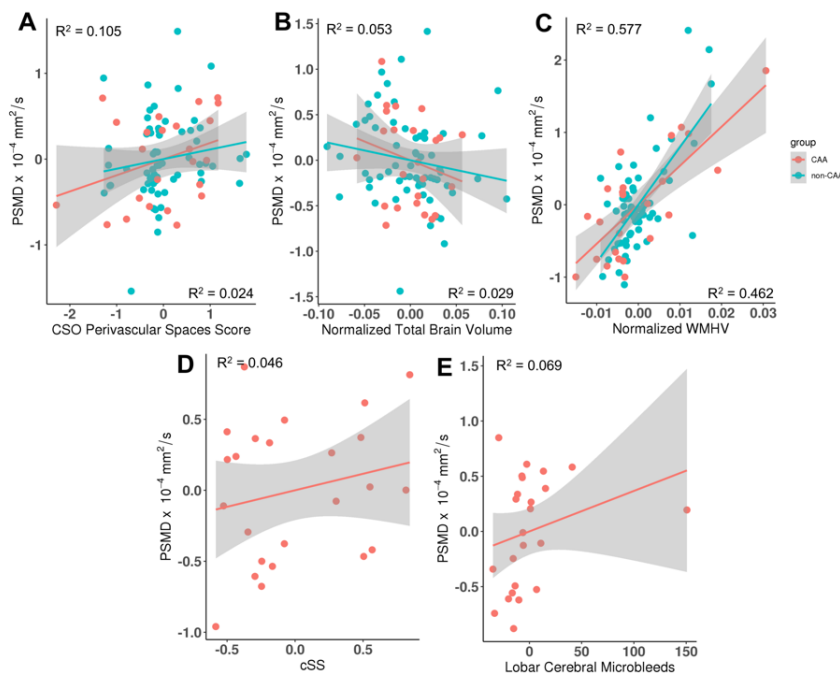 A
R² = 0.105
PSMD x 10⁻⁴ mm²/s
1
0
-1
-2
-1
0
1
R² = 0.024
CSO Perivascular Spaces Score
B
R² = 0.053
PSMD x 10⁻⁴ mm²/s
1.5
1.0
0.5
0.0
-0.5
-1.0
-1.5
-0.10
-0.05
0.00
0.05
0.10
R² = 0.029
Normalized Total Brain Volume
C
R² = 0.577
PSMD x 10⁻⁴ mm²/s
2
1
0
-1
-0.01
0.00
0.01
0.02
0.03
R² = 0.462
Normalized WMHV
group
CAA
non-CAA
D
R² = 0.046
PSMD x 10⁻⁴ mm²/s
0.5
0.0
-0.5
-1.0
-0.5
0.0
0.5
cSS
E
R² = 0.069
PSMD x 10⁻⁴ mm²/s
1.5
1.0
0.5
0.0
-0.5
0
50
100
150
Lobar Cerebral Microbleeds